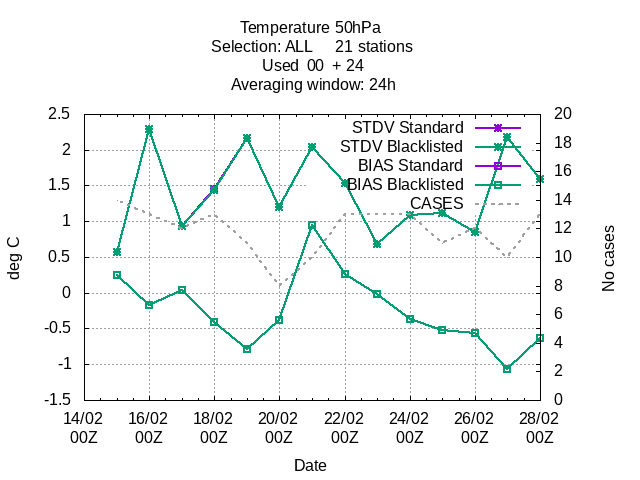 Temperature 50hPa
Selection: ALL     21 stations
Used  00  + 24
Averaging window: 24h
STDV Standard
STDV Blacklisted
BIAS Standard
BIAS Blacklisted
CASES
2.5
2
1.5
1
0.5
0
-0.5
-1
-1.5
deg C
20
18
16
14
12
10
8
6
4
2
0
No cases
14/02 16/02 18/02 20/02 22/02 24/02 26/02 28/02
00Z 00Z 00Z 00Z 00Z 00Z 00Z 00Z
Date